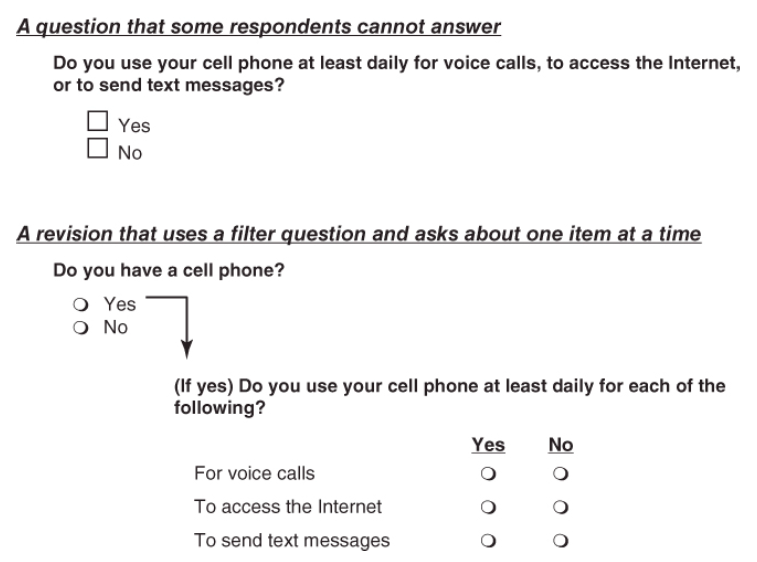 A question that some respondents cannot answer
Do you use your cell phone at least daily for voice calls, to access the Internet,
or to send text messages?
Yes
No
A revision that uses a filter question and asks about one item at a time
Do you have a cell phone?
Yes
No
(If yes) Do you use your cell phone at least daily for each of the
following?
Yes No
For voice calls
To access the Internet
To send text messages